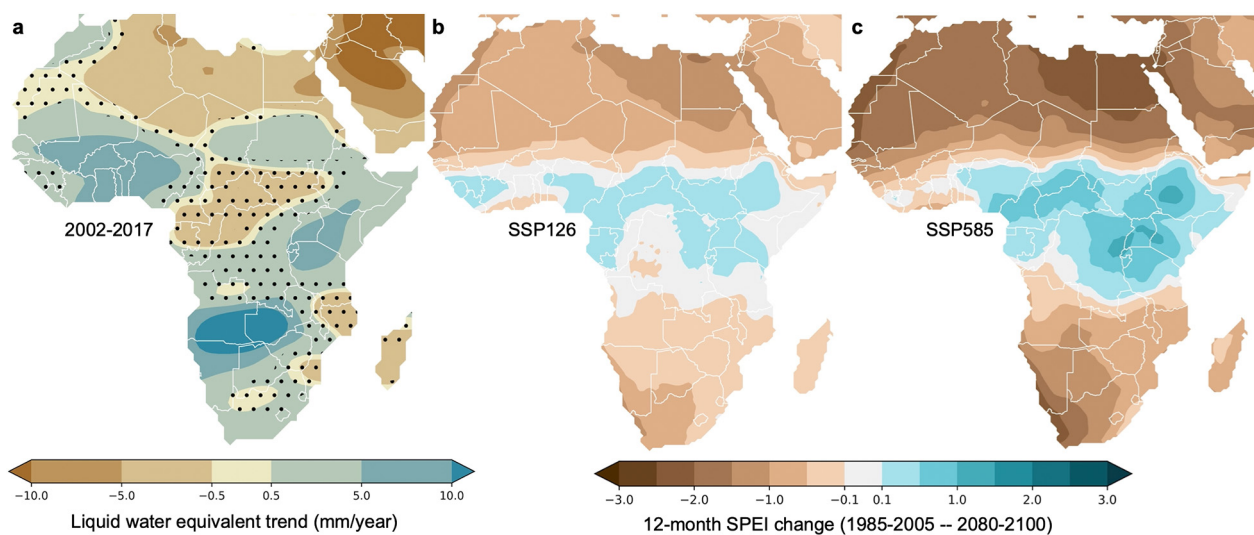 a
b
c
2002-2017
SSP126
SSP585
−10.0 −5.0 −0.5 0.5 5.0 10.0
Liquid water equivalent trend (mm/year)
−3.0 −2.0 −1.0 −0.1 0.1 1.0 2.0 3.0
12-month SPEI change (1985-2005 -- 2080-2100)